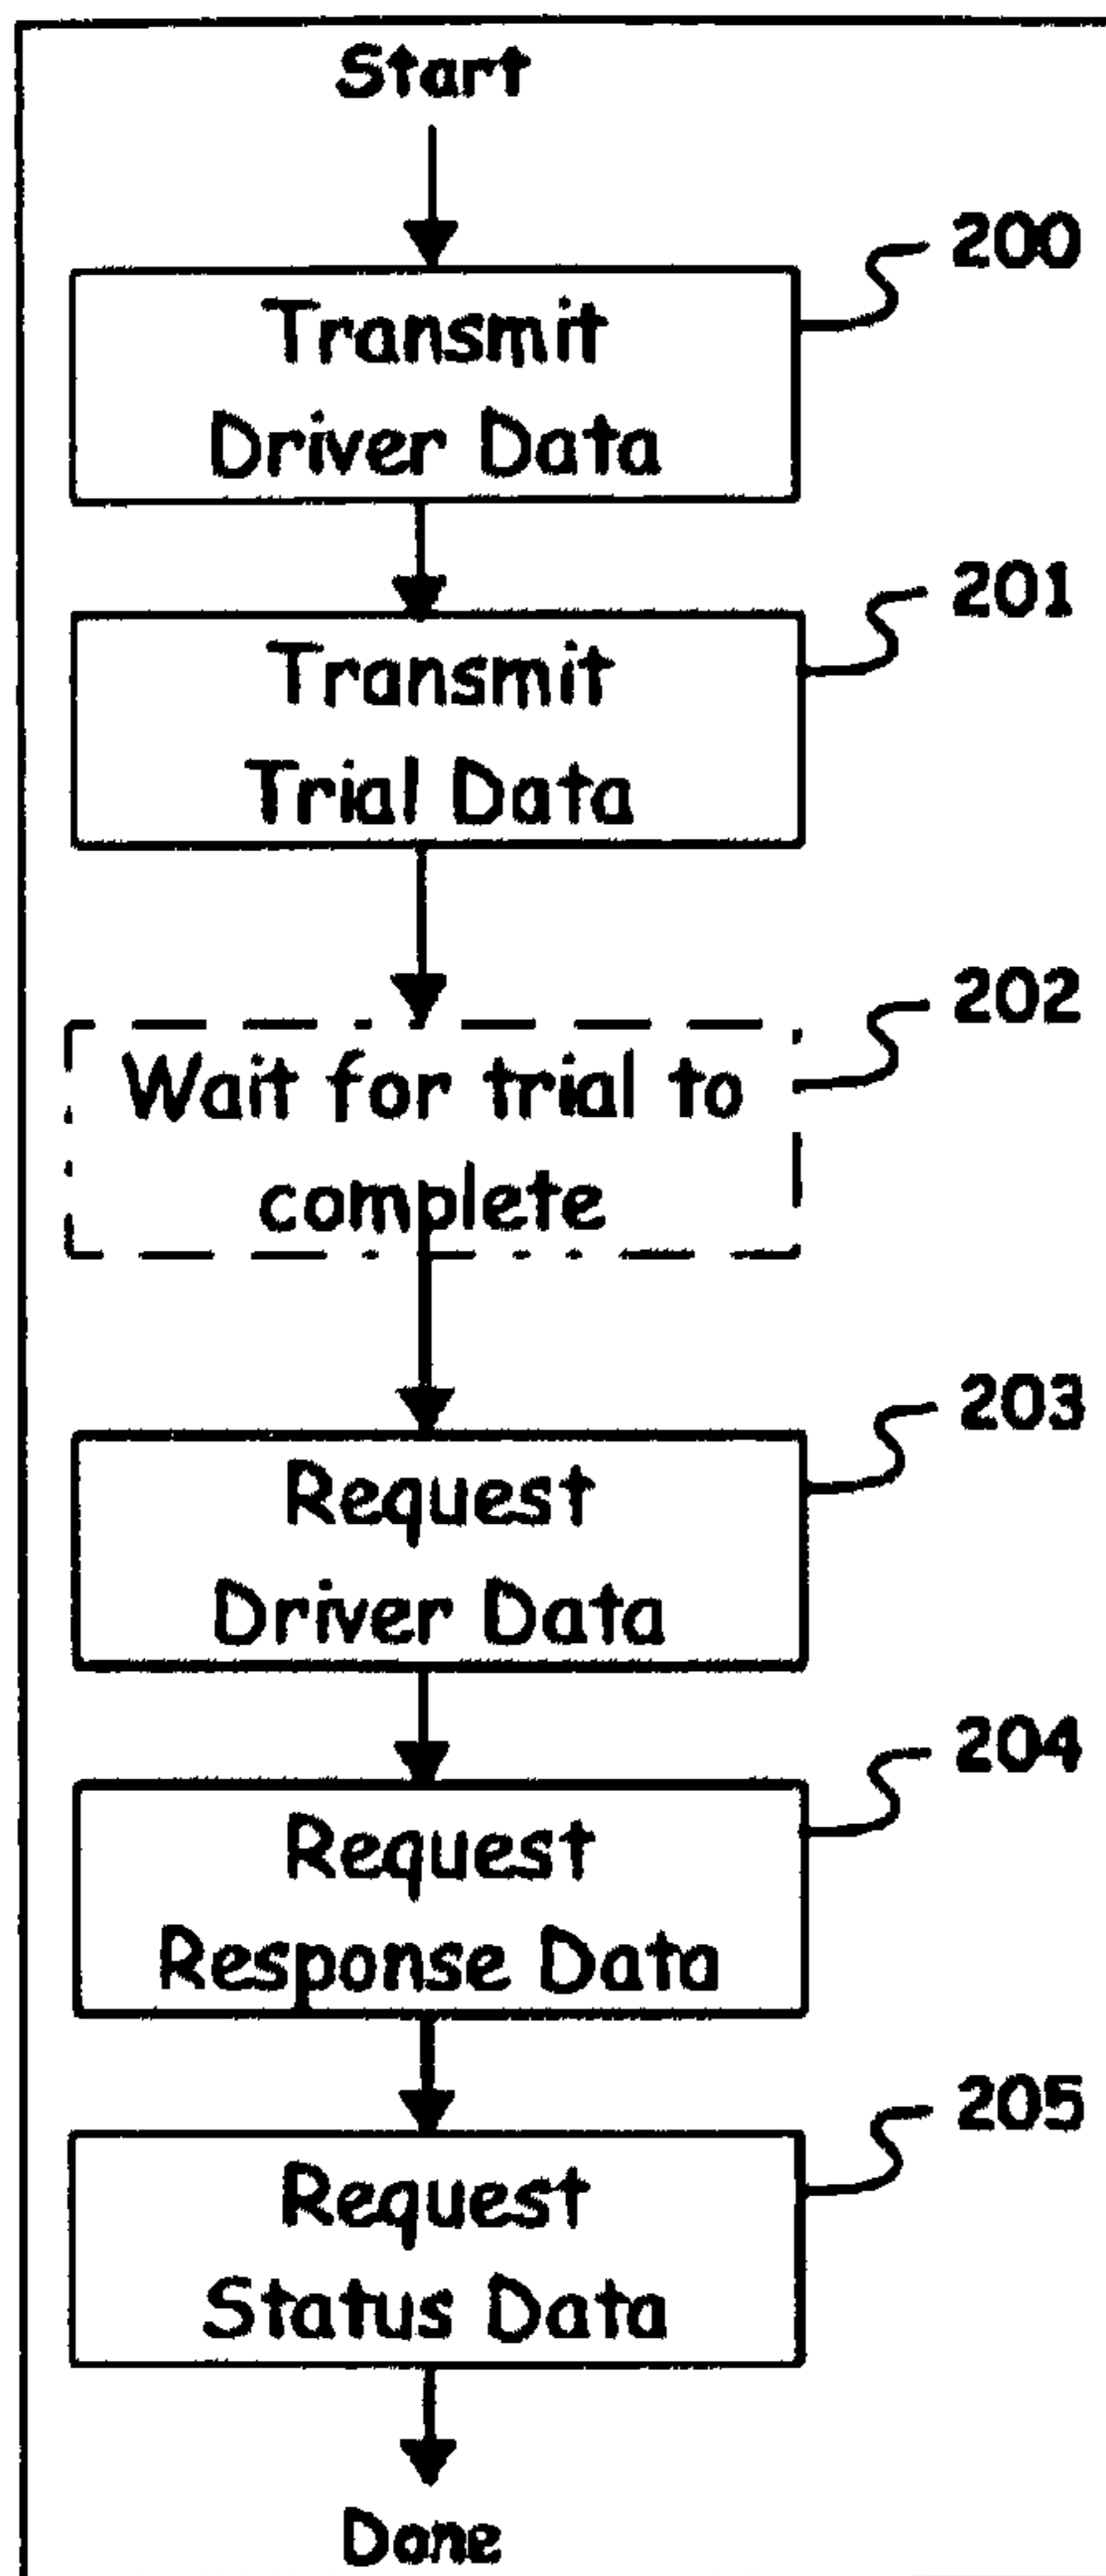 Start
200
Transmit
Driver Data
201
Transmit
Trial Data
202
Wait for trial to
complete
203
Request
Driver Data
204
Request
Response Data
205
Request
Status Data
Done